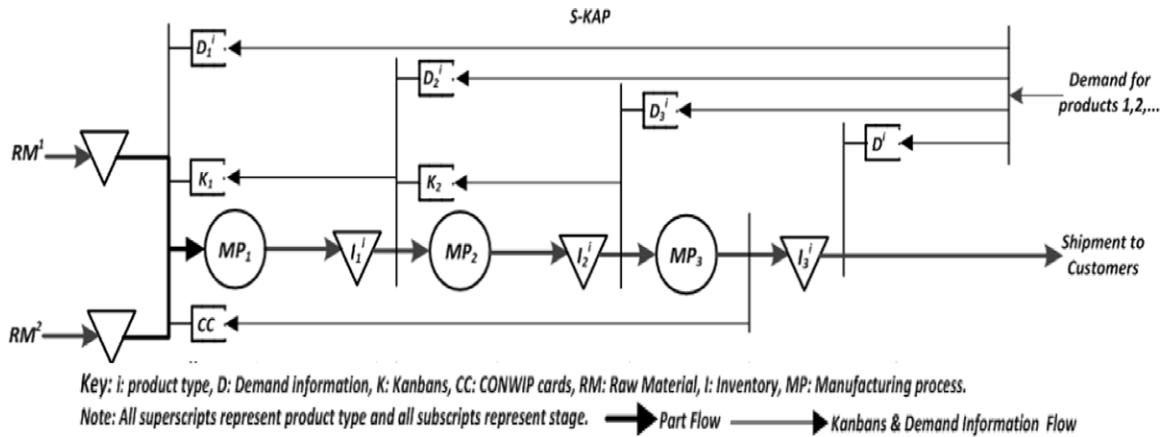 S-KAP
D₁ⁱ
D₂ⁱ
Demand for
products 1,2,...
D₃ⁱ
Dⁱ
RM¹
K₁
K₂
MP₁
I₁ⁱ
MP₂
I₂ⁱ
MP₃
I₃ⁱ
Shipment to
Customers
RM²
CC
Key: i: product type, D: Demand information, K: Kanbans, CC: CONWIP cards, RM: Raw Material, I: Inventory, MP: Manufacturing process.
Note: All superscripts represent product type and all subscripts represent stage.
Part Flow
Kanbans & Demand Information Flow